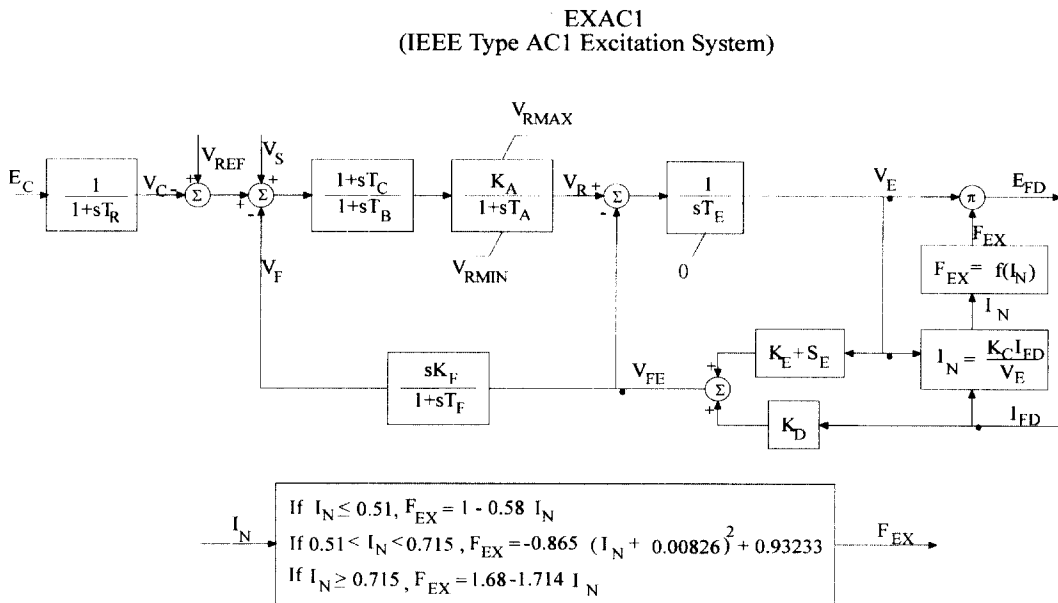 EXAC1
(IEEE Type AC1 Excitation System)
V_RMAX
V_REF
V_S
E_C
1
1+sT_R
V_C
-
+
Σ
+
+
-
Σ
1+sT_C
1+sT_B
K_A
1+sT_A
V_R
+
-
Σ
1
sT_E
V_E
π
E_FD
F_EX
V_F
V_RMIN
0
F_EX = f(I_N)
I_N
sK_F
1+sT_F
V_FE
+
+
Σ
K_E + S_E
I_N = K_C I_FD
V_E
K_D
I_FD
I_N
If I_N ≤ 0.51, F_EX = 1 - 0.58 I_N
If 0.51 < I_N < 0.715, F_EX = -0.865 (I_N + 0.00826)^2 + 0.93233
If I_N ≥ 0.715, F_EX = 1.68-1.714 I_N
F_EX